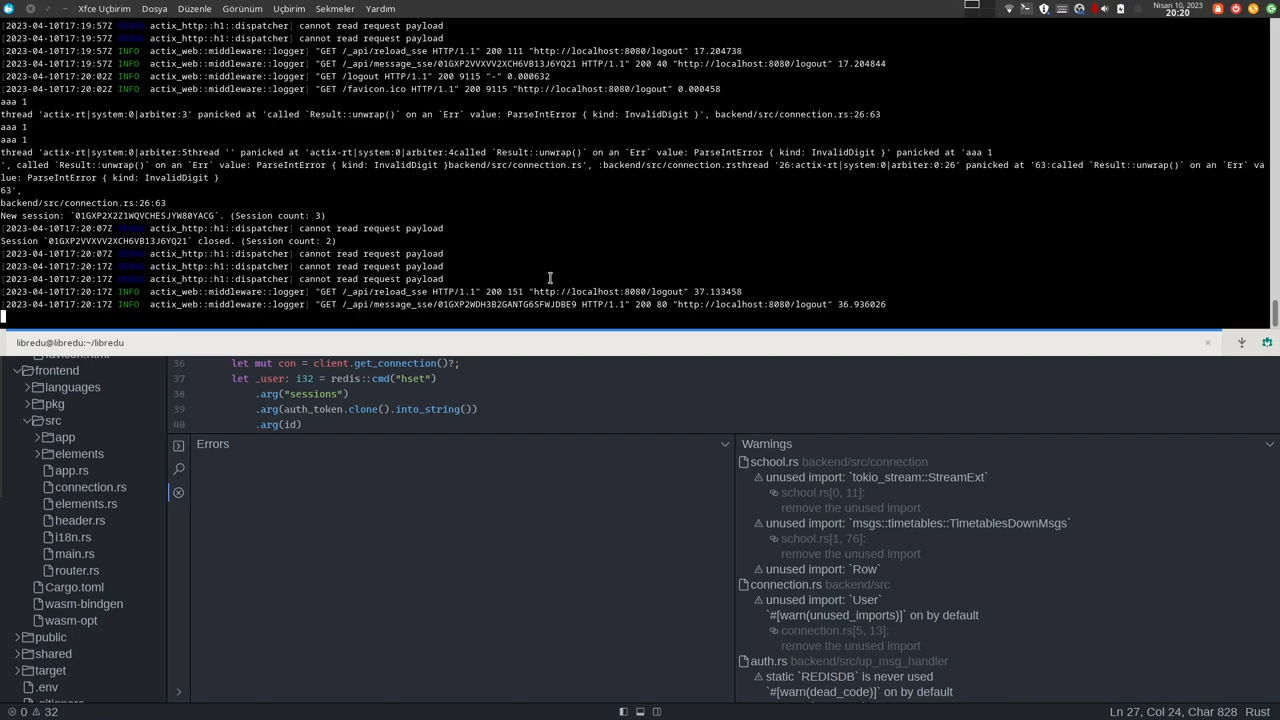 Xfce Uçbirim Dosya Düzenle Görünüm Uçbirim Sekmeler Yardım
Nisan 10, 2023
20:20
[2023-04-10T17:19:57Z DEBUG actix_http::h1::dispatcher] cannot read request payload
[2023-04-10T17:19:57Z DEBUG actix_http::h1::dispatcher] cannot read request payload
[2023-04-10T17:19:57Z INFO actix_web::middleware::logger] "GET /_api/reload_sse HTTP/1.1" 200 111 "http://localhost:8080/logout" 17.204738
[2023-04-10T17:19:57Z INFO actix_web::middleware::logger] "GET /_api/message_sse/01GXP2VVXVV2XCH6VB13J6YQ21 HTTP/1.1" 200 40 "http://localhost:8080/logout" 17.204844
[2023-04-10T17:20:02Z INFO actix_web::middleware::logger] "GET /logout HTTP/1.1" 200 9115 "-" 0.000632
[2023-04-10T17:20:02Z INFO actix_web::middleware::logger] "GET /favicon.ico HTTP/1.1" 200 9115 "http://localhost:8080/logout" 0.000458
aaa 1
thread 'actix-rt|system:0|arbiter:3' panicked at 'called `Result::unwrap()` on an `Err` value: ParseIntError { kind: InvalidDigit }', backend/src/connection.rs:26:63
aaa 1
aaa 1
thread 'actix-rt|system:0|arbiter:5thread '' panicked at 'actix-rt|system:0|arbiter:4called `Result::unwrap()` on an `Err` value: ParseIntError { kind: InvalidDigit }' panicked at 'aaa 1
', called `Result::unwrap()` on an `Err` value: ParseIntError { kind: InvalidDigit }backend/src/connection.rs', :backend/src/connection.rsthread '26:actix-rt|system:0|arbiter:0:26' panicked at '63:called `Result::unwrap()` on an `Err` va
lue: ParseIntError { kind: InvalidDigit }
63',
backend/src/connection.rs:26:63
New session: `01GXP2X2Z1WQVCHESJYW80YACG`. (Session count: 3)
[2023-04-10T17:20:07Z DEBUG actix_http::h1::dispatcher] cannot read request payload
Session `01GXP2VVXVV2XCH6VB13J6YQ21` closed. (Session count: 2)
[2023-04-10T17:20:07Z DEBUG actix_http::h1::dispatcher] cannot read request payload
[2023-04-10T17:20:17Z DEBUG actix_http::h1::dispatcher] cannot read request payload
[2023-04-10T17:20:17Z DEBUG actix_http::h1::dispatcher] cannot read request payload
[2023-04-10T17:20:17Z INFO actix_web::middleware::logger] "GET /_api/reload_sse HTTP/1.1" 200 151 "http://localhost:8080/logout" 37.133458
[2023-04-10T17:20:17Z INFO actix_web::middleware::logger] "GET /_api/message_sse/01GXP2WDH3B2GANTG6SFWJDBE9 HTTP/1.1" 200 80 "http://localhost:8080/logout" 36.936026
libredu@libredu:~/libredu
frontend
languages
pkg
src
app
elements
app.rs
connection.rs
elements.rs
header.rs
i18n.rs
main.rs
router.rs
Cargo.toml
wasm-bindgen
wasm-opt
public
shared
target
.env
36 let mut con = client.get_connection()?;
37 let _user: i32 = redis::cmd("hset")
38 .arg("sessions")
39 .arg(auth_token.clone().into_string())
40 .arg(id)
Errors
Warnings
school.rs backend/src/connection
unused import: `tokio_stream::StreamExt`
school.rs[0, 11]:
remove the unused import
unused import: `msgs::timetables::TimetablesDownMsgs`
school.rs[1, 76]:
remove the unused import
unused import: `Row`
connection.rs backend/src
unused import: `User`
`#[warn(unused_imports)]` on by default
connection.rs[5, 13]:
remove the unused import
auth.rs backend/src/up_msg_handler
static `REDISDB` is never used
`#[warn(dead_code)]` on by default
0 32
Ln 27, Col 24, Char 828 Rust